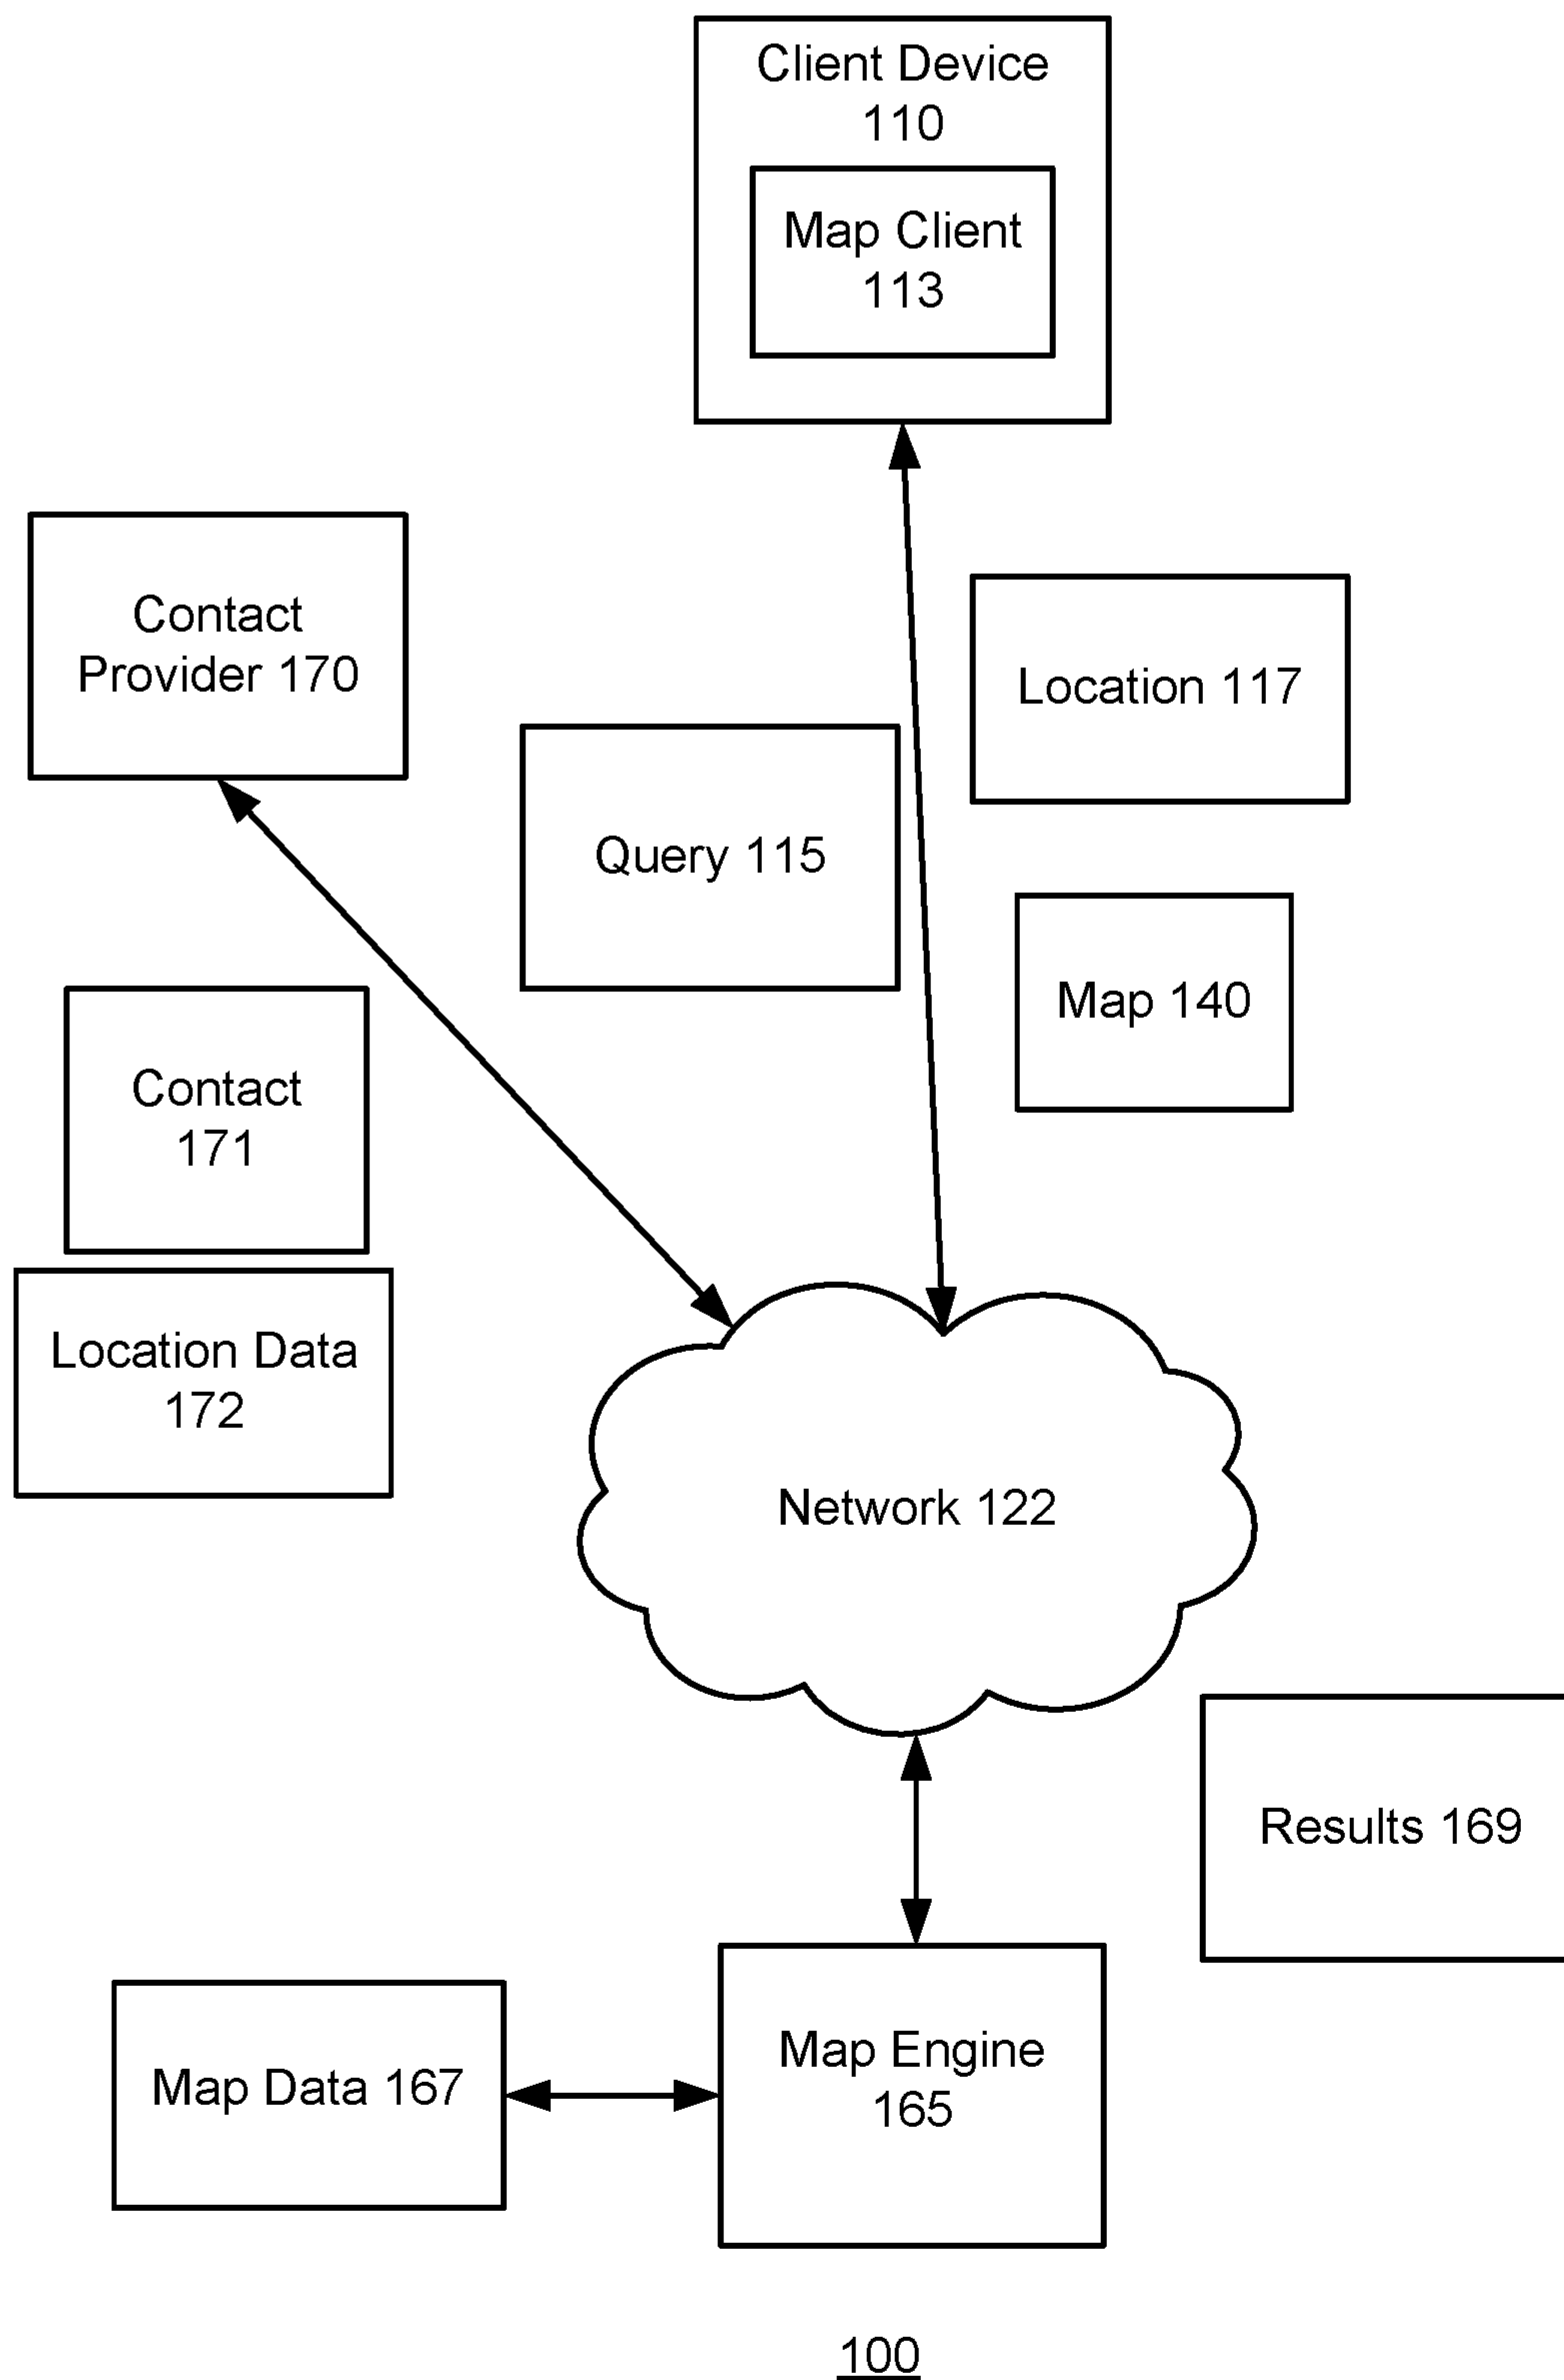 Client Device
110
Map Client
113
Contact
Provider 170
Location 117
Query 115
Map 140
Contact
171
Location Data
172
Network 122
Results 169
Map Engine
165
Map Data 167
100